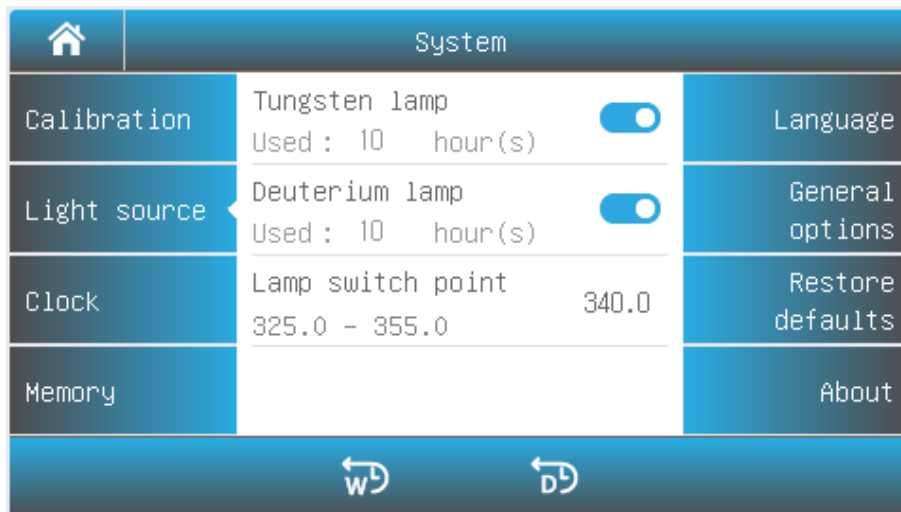 System
Calibration
Light source
Clock
Memory
Tungsten lamp
Used : 10 hour(s)
Deuterium lamp
Used : 10 hour(s)
Lamp switch point
340.0
325.0 - 355.0
Language
General
options
Restore
defaults
About
W
D